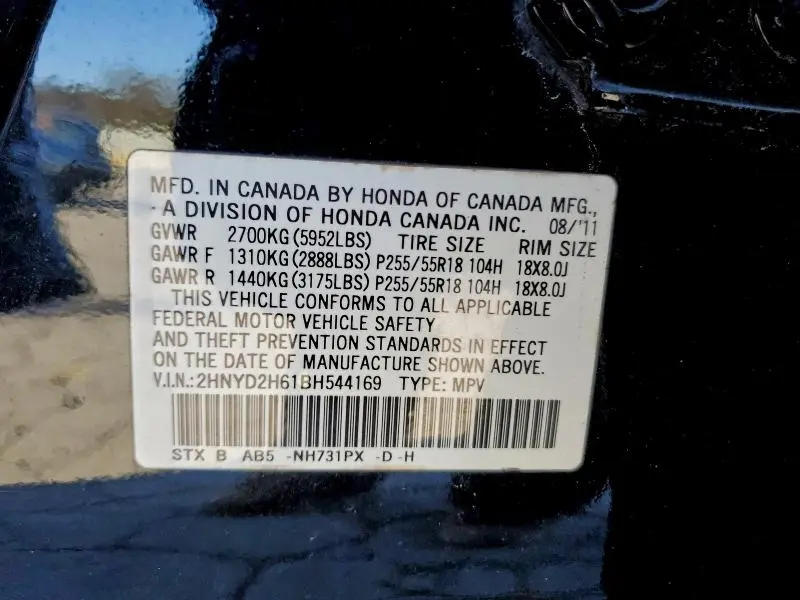 MFD. IN CANADA BY HONDA OF CANADA MFG.,
A DIVISION OF HONDA CANADA INC. 08/'11
GVWR 2700KG(5952LBS) TIRE SIZE RIM SIZE
GAWR F 1310KG(2888LBS) P255/55R18 104H 18X8.0J
GAWR R 1440KG(3175LBS) P255/55R18 104H 18X8.0J
THIS VEHICLE CONFORMS TO ALL APPLICABLE
FEDERAL MOTOR VEHICLE SAFETY
AND THEFT PREVENTION STANDARDS IN EFFECT
ON THE DATE OF MANUFACTURE SHOWN ABOVE.
V.I.N.:2HNYD2H61BH544169 TYPE: MPV
STX B AB5 -NH731PX -D -H